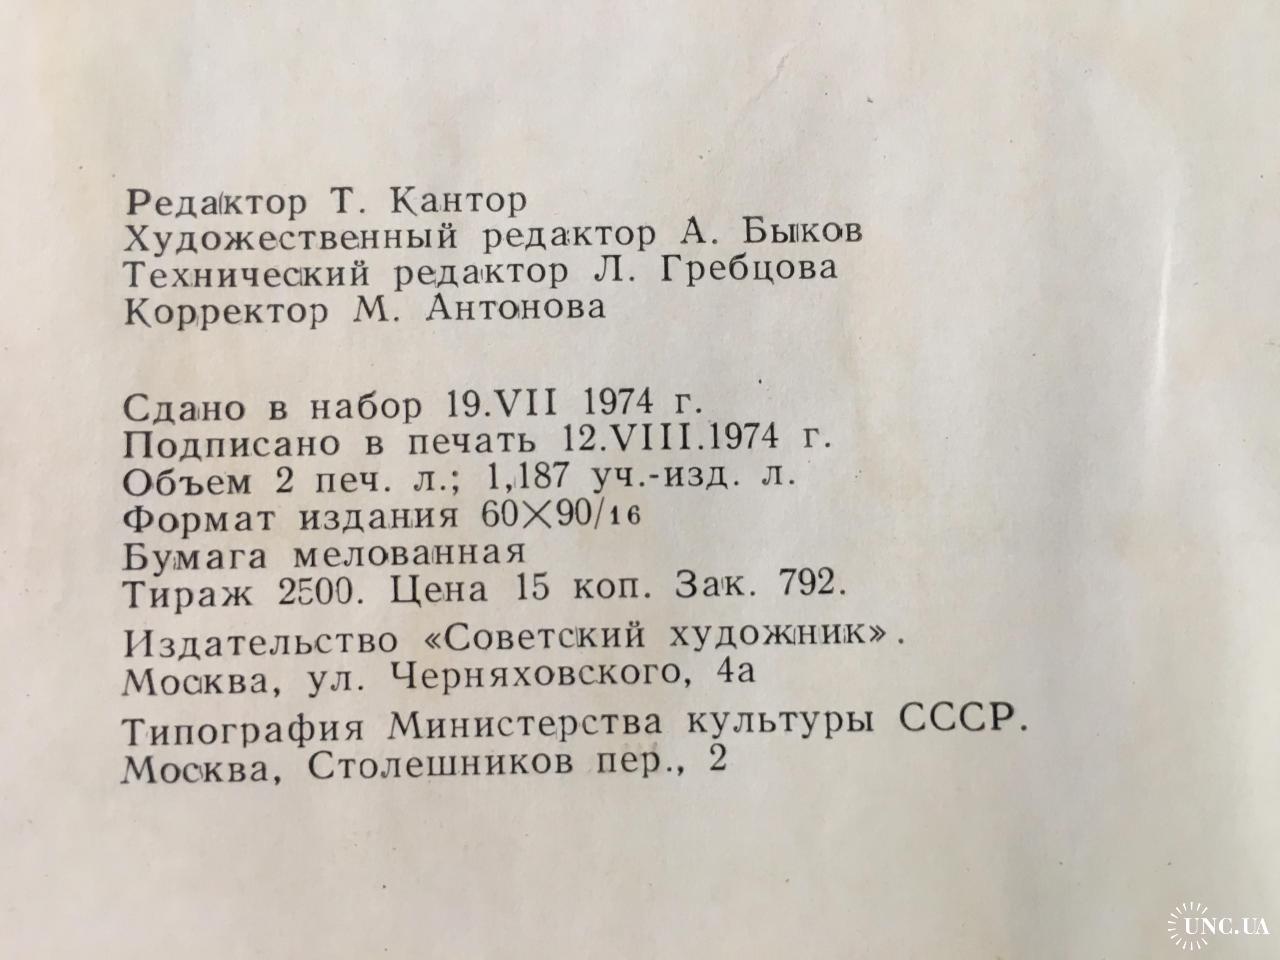 Редактор Т. Кантор
Художественный редактор А. Быков
Технический редактор Л. Гребцова
Корректор М. Антонова
Сдано в набор 19.VII 1974 г.
Подписано в печать 12.VIII.1974 г.
Объем 2 печ. л.; 1,187 уч.-изд. л.
Формат издания 60×90/16
Бумага мелованная
Тираж 2500. Цена 15 коп. Зак. 792.
Издательство «Советский художник».
Москва, ул. Черняховского, 4а
Типография Министерства культуры СССР.
Москва, Столешников пер., 2
UNC.UA